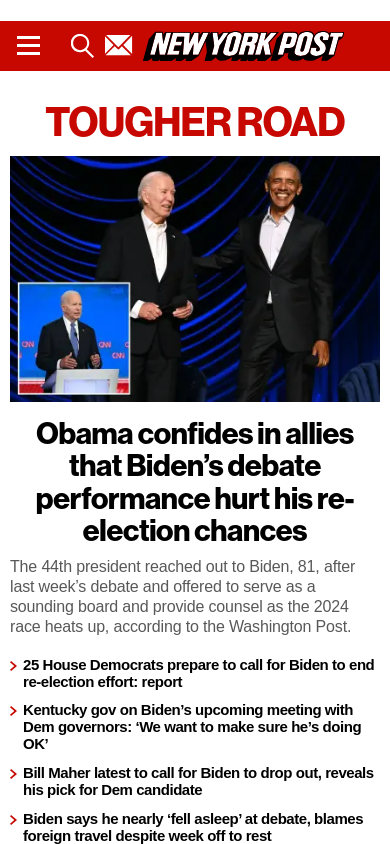 NEW YORK POST
TOUGHER ROAD
CNN
CNN
CNN
CNN
Obama confides in allies
that Biden’s debate
performance hurt his re-
election chances
The 44th president reached out to Biden, 81, after
last week’s debate and offered to serve as a
sounding board and provide counsel as the 2024
race heats up, according to the Washington Post.
25 House Democrats prepare to call for Biden to end
re-election effort: report
Kentucky gov on Biden’s upcoming meeting with
Dem governors: ‘We want to make sure he’s doing
OK’
Bill Maher latest to call for Biden to drop out, reveals
his pick for Dem candidate
Biden says he nearly ‘fell asleep’ at debate, blames
foreign travel despite week off to rest